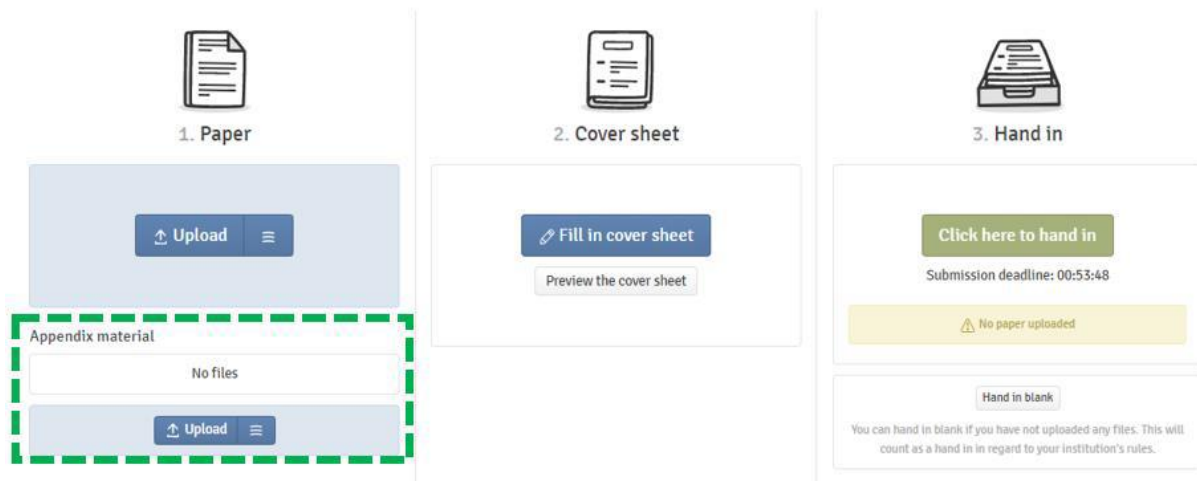 1. Paper
Upload
Appendix material
No files
Upload
2. Cover sheet
Fill in cover sheet
Preview the cover sheet
3. Hand in
Click here to hand in
Submission deadline: 00:53:48
No paper uploaded
Hand in blank
You can hand in blank if you have not uploaded any files. This will
count as a hand in in regard to your institution's rules.